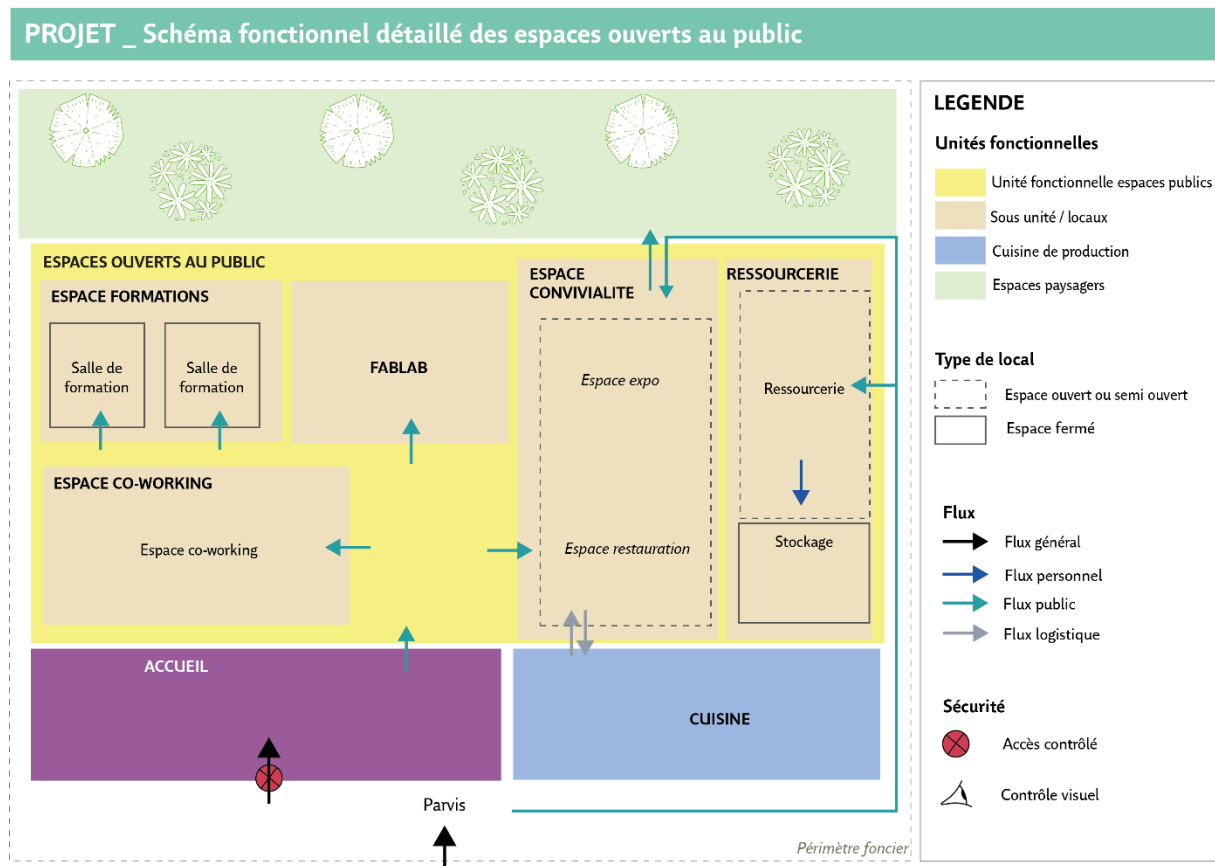 PROJET _ Schéma fonctionnel détaillé des espaces ouverts au public
ESPACES OUVERTS AU PUBLIC
ESPACE FORMATIONS
Salle de
formation
Salle de
formation
FABLAB
ESPACE
CONVIVIALITE
Espace expo
Espace restauration
RESSOURCERIE
Ressourcerie
Stockage
ESPACE CO-WORKING
Espace co-working
ACCUEIL
CUISINE
Parvis
Périmètre foncier
LEGENDE
Unités fonctionnelles
Unité fonctionnelle espaces publics
Sous unité / locaux
Cuisine de production
Espaces paysagers
Type de local
Espace ouvert ou semi ouvert
Espace fermé
Flux
Flux général
Flux personnel
Flux public
Flux logistique
Sécurité
Accès contrôlé
Contrôle visuel